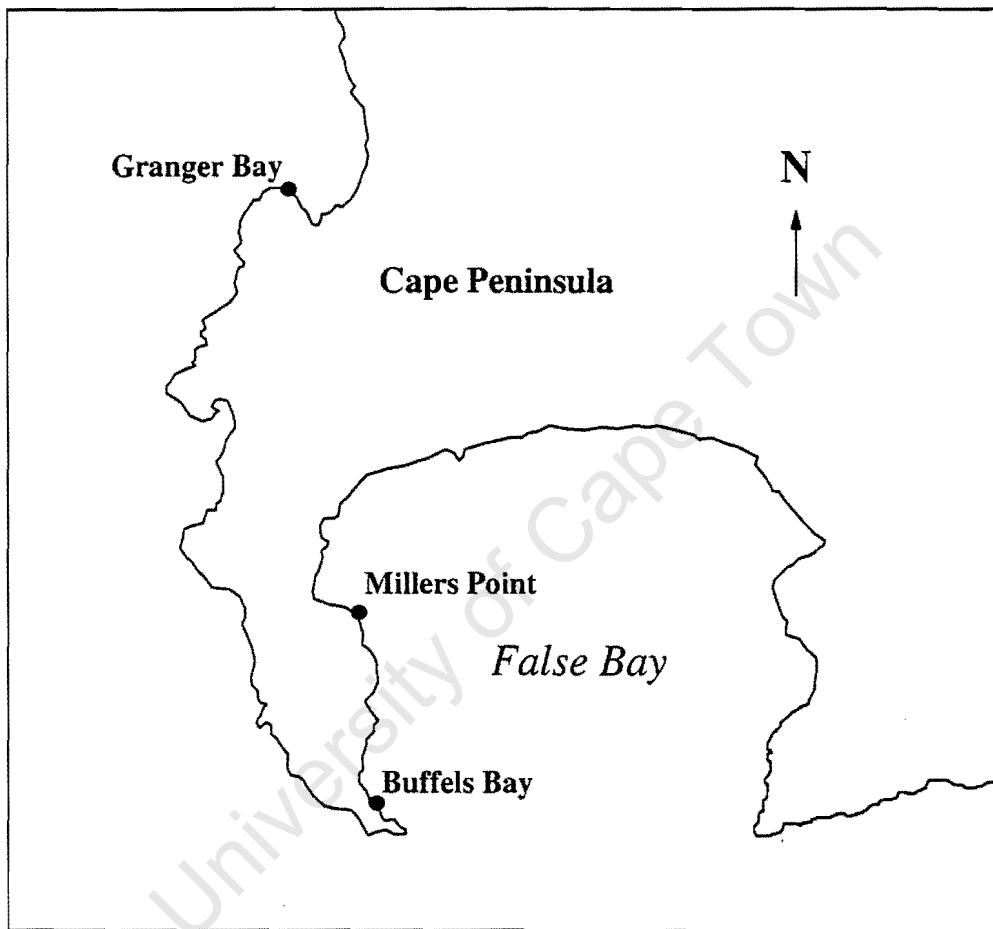 Granger Bay
N
Cape Peninsula
Millers Point
False Bay
Buffels Bay
University of Cape Town